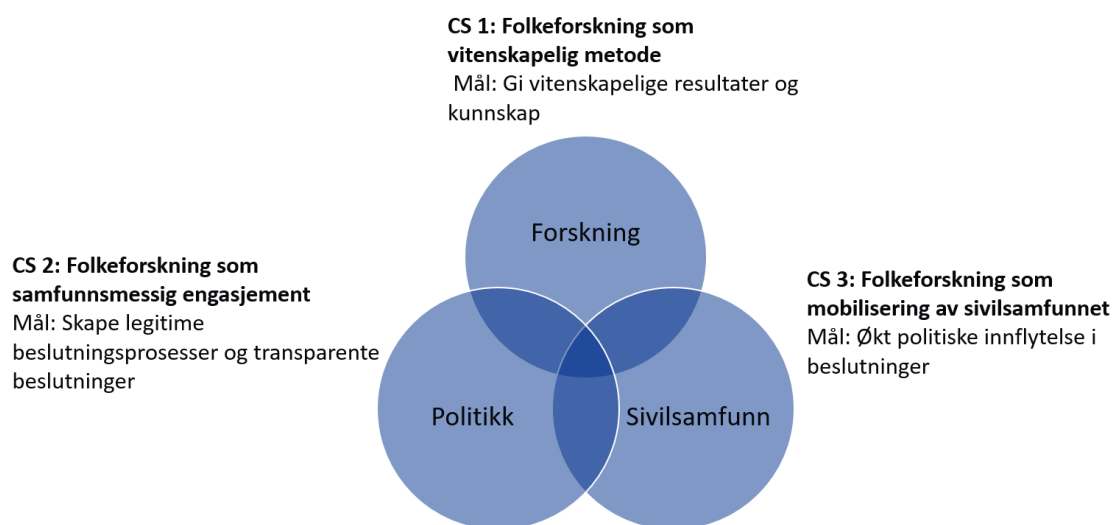 CS 1: Folkeforskning som
vitenskapelig metode
Mål: Gi vitenskapelige resultater og
kunnskap
Forskning
CS 2: Folkeforskning som
samfunnsmessig engasjement
Mål: Skape legitime
beslutningsprosesser og transparente
beslutninger
CS 3: Folkeforskning som
mobilisering av sivilsamfunnet
Mål: Økt politiske innflytelse i
beslutninger
Politikk
Sivilsamfunn